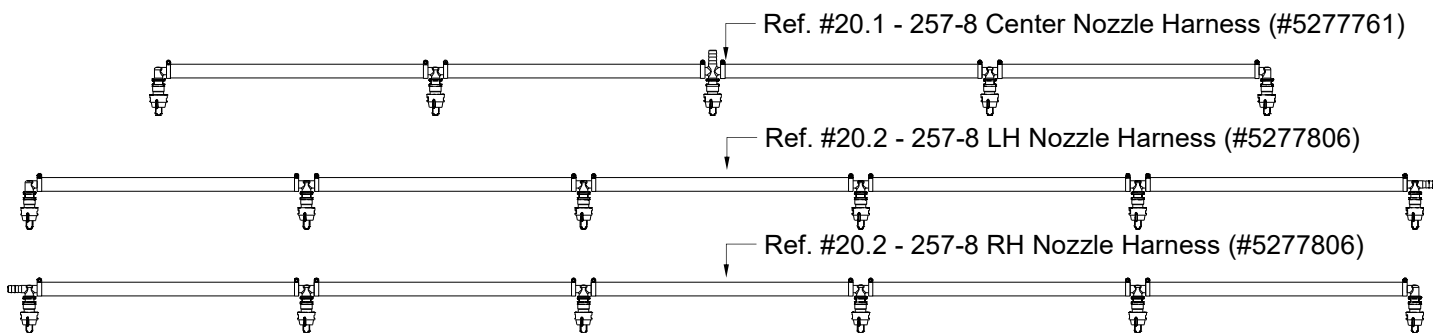 Ref. #20.1 - 257-8 Center Nozzle Harness (#5277761)
Ref. #20.2 - 257-8 LH Nozzle Harness (#5277806)
Ref. #20.2 - 257-8 RH Nozzle Harness (#5277806)